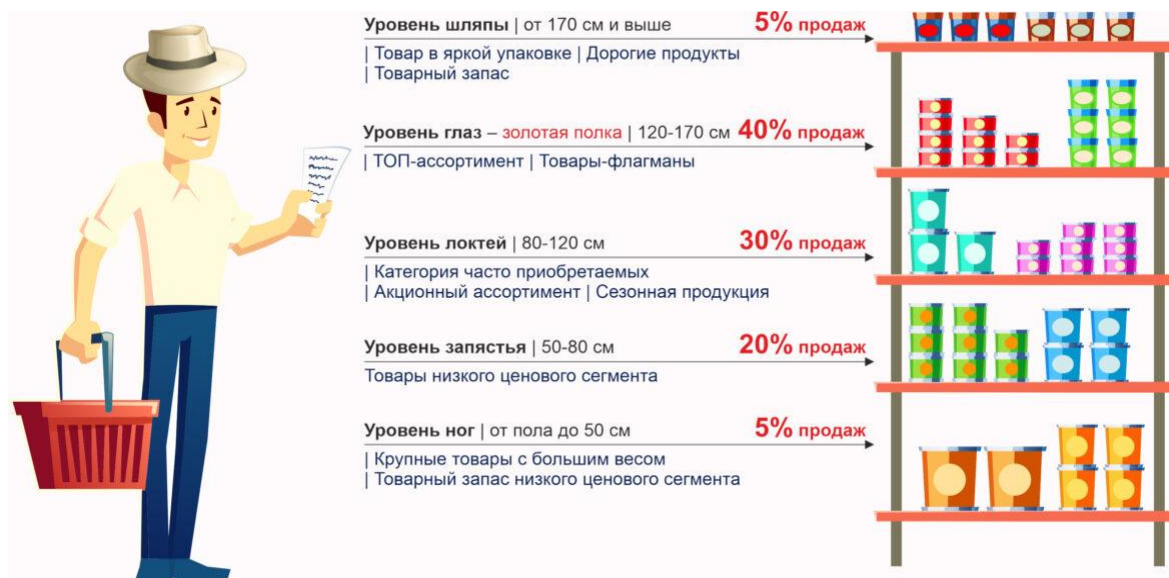 Уровень шляпы | от 170 см и выше 5% продаж
| Товар в яркой упаковке | Дорогие продукты
| Товарный запас
Уровень глаз – золотая полка | 120-170 см 40% продаж
| ТОП-ассортимент | Товары-флагманы
Уровень локтей | 80-120 см 30% продаж
| Категория часто приобретаемых
| Акционный ассортимент | Сезонная продукция
Уровень запястья | 50-80 см 20% продаж
Товары низкого ценового сегмента
Уровень ног | от пола до 50 см 5% продаж
| Крупные товары с большим весом
| Товарный запас низкого ценового сегмента